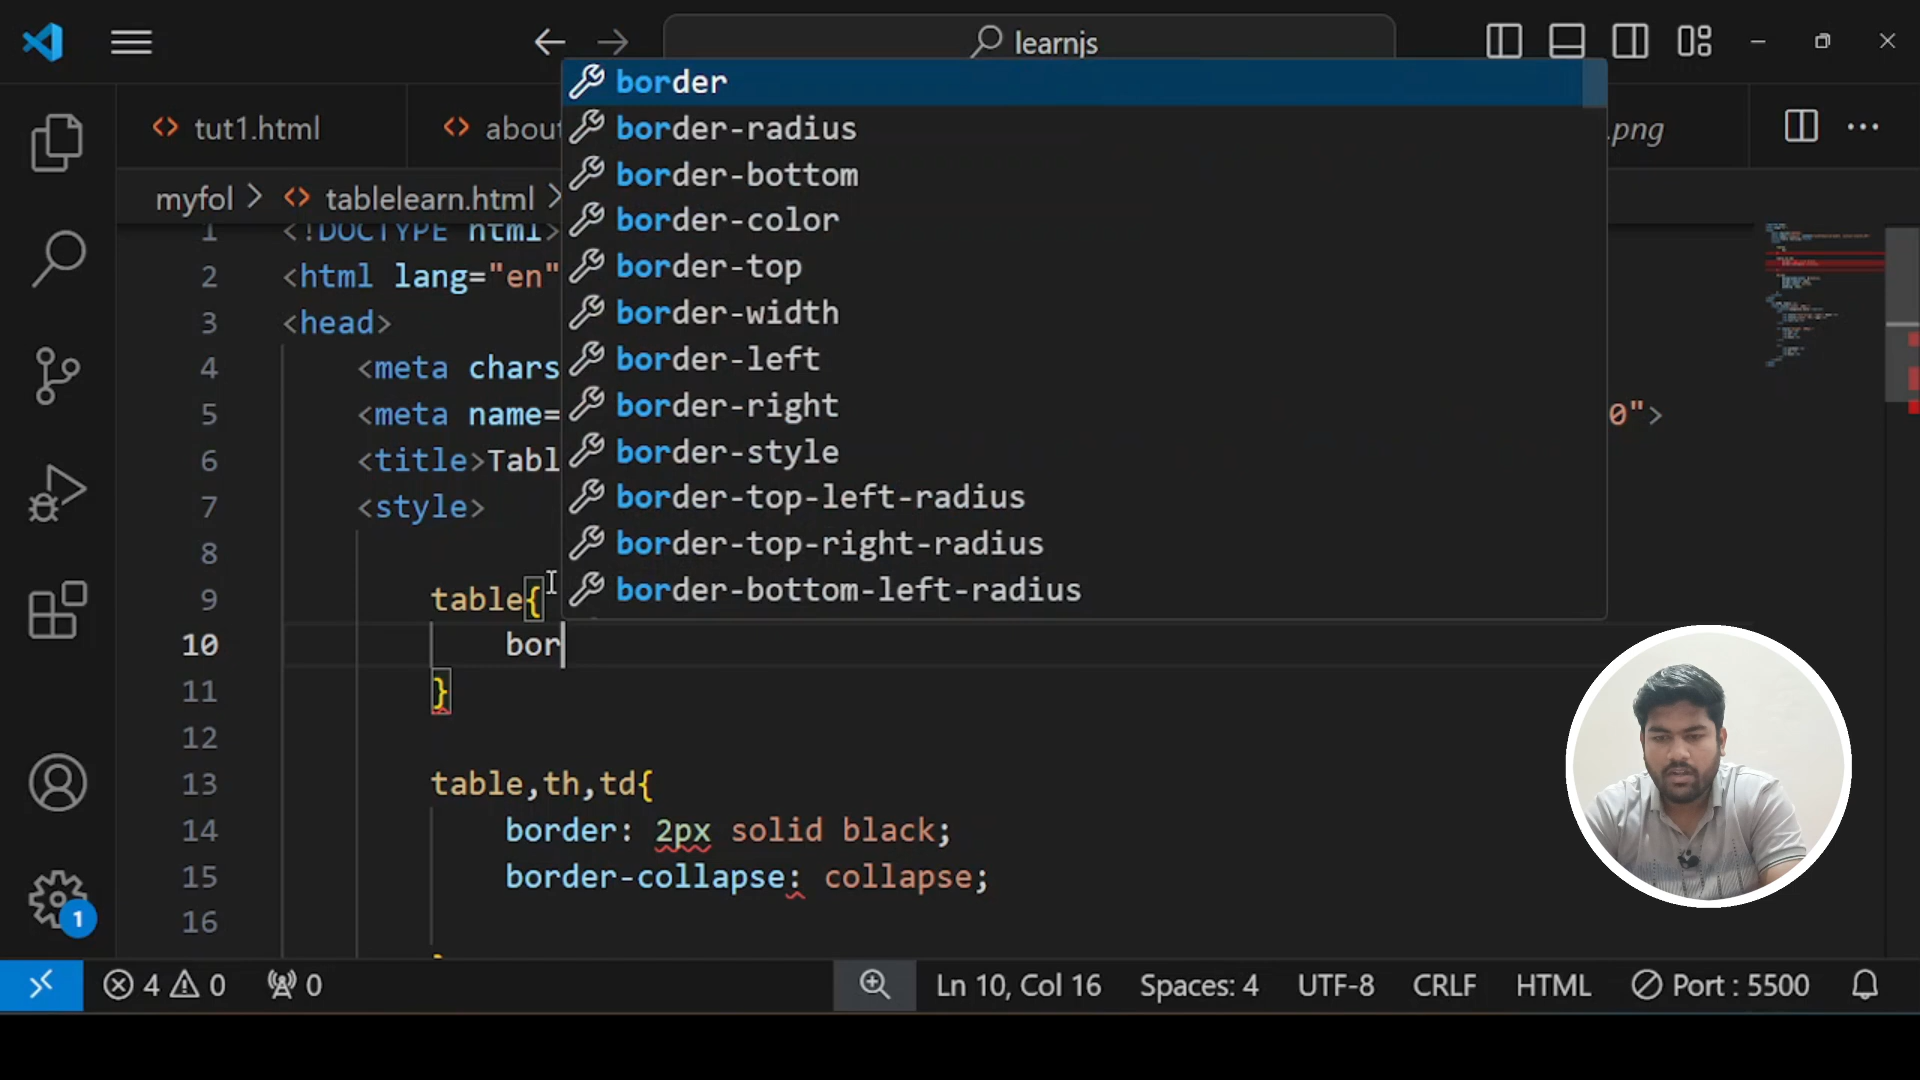 learnjs
tut1.html
about
.png
myfol > tablelearn.html >
1 <!DOCTYPE html>
2 <html lang="en"
3 <head>
4 <meta chars
5 <meta name= 0">
6 <title>Tabl
7 <style>
8
9 table{
10 bor
11 }
12
13 table,th,td{
14 border: 2px solid black;
15 border-collapse: collapse;
16
border
border-radius
border-bottom
border-color
border-top
border-width
border-left
border-right
border-style
border-top-left-radius
border-top-right-radius
border-bottom-left-radius
1
4 0 0 Ln 10, Col 16 Spaces: 4 UTF-8 CRLF HTML Port : 5500